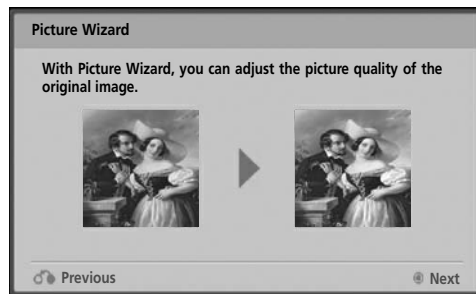 Picture Wizard
With Picture Wizard, you can adjust the picture quality of the
original image.
Previous
Next